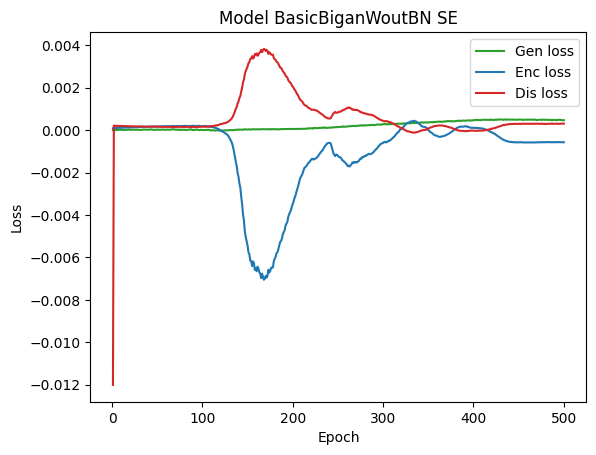 Model BasicBiganWoutBN SE
Gen loss
Enc loss
Dis loss
0.004
0.002
0.000
−0.002
−0.004
−0.006
−0.008
−0.010
−0.012
Loss
0
100
200
300
400
500
Epoch